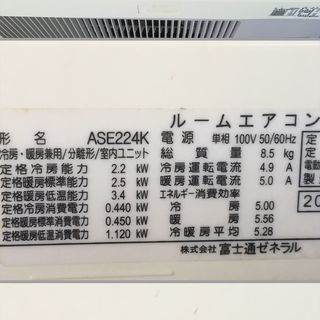 ルームエアコン
形 名 ASE224K 電 源 単相 100V 50/60Hz
冷房・暖房兼用/分離形/室内ユニット 総 質 量 8.5 kg
定格冷房能力 2.2 kW 冷房運転電流 4.9 A
定格暖房標準能力 2.5 kW 暖房運転電流 5.0 A
定格暖房低温能力 3.4 kW エネルギー消費効率
定格冷房消費電力 0.440 kW 冷 房 5.00
定格暖房標準消費電力 0.450 kW 暖 房 5.56
定格暖房低温消費電力 1.120 kW 冷暖房平均 5.28
株式会社 富士通ゼネラル